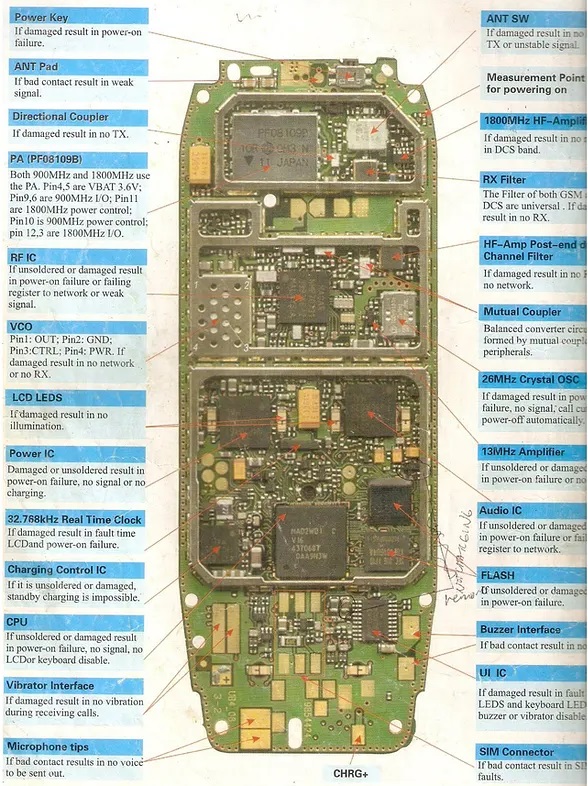 Power Key
If damaged result in power-on
failure.
ANT Pad
If bad contact result in weak
signal.
Directional Coupler
If damaged result in no TX.
PA (PF08109B)
Both 900MHz and 1800MHz use
the PA. Pin4,5 are VBAT 3.6V;
Pin9,6 are 900MHz I/O; Pin11
are 1800MHz power control;
Pin10 is 900MHz power control;
pin 12,3 are 1800MHz I/O.
RF IC
If unsoldered or damaged result
in power-on failure or failing
register to network or weak
signal.
VCO
Pin1: OUT; Pin2: GND;
Pin3:CTRL; Pin4: PWR. If
damaged result in no network
or no RX.
LCD LEDS
If damaged result in no
illumination.
Power IC
Damaged or unsoldered result in
power-on failure, no signal or no
charging.
32.768kHz Real Time Clock
If damaged result in fault time
LCDand power-on failure.
Charging Control IC
If it is unsoldered or damaged,
standby charging is impossible.
CPU
If unsoldered or damaged result
in power-on failure, no signal, no
LCDor keyboard disable.
Vibrator Interface
If damaged result in no vibration
during receiving calls.
Microphone tips
If bad contact results in no voice
to be sent out.
PF08109B
11 JAPAN
2
3
MAD2WD1
V16
CHRG+
ANT SW
If damaged result in no
TX or unstable signal.
Measurement Point
for powering on
1800MHz HF-Amplif
If damaged result in no
in DCS band.
RX Filter
The Filter of both GSM
DCS are universal . If da
result in no RX.
HF-Amp Post-end
Channel Filter
If damaged result in no
no network.
Mutual Coupler
Balanced converter circ
formed by mutual coupl
peripherals.
26MHz Crystal OSC
If damaged result in pow
failure, no signal, call cu
power-off automatically.
13MHz Amplifier
If unsoldered or damage
in power-on failure or no
Audio IC
If unsoldered or damage
in power-on failure or fai
register to network.
FLASH
If unsoldered or damage
in power-on failure.
Buzzer Interface
If bad contact result in no
UI IC
If damaged result in fault
LEDS and keyboard LED
buzzer or vibrator disable
SIM Connector
If bad contact result in SI
faults.